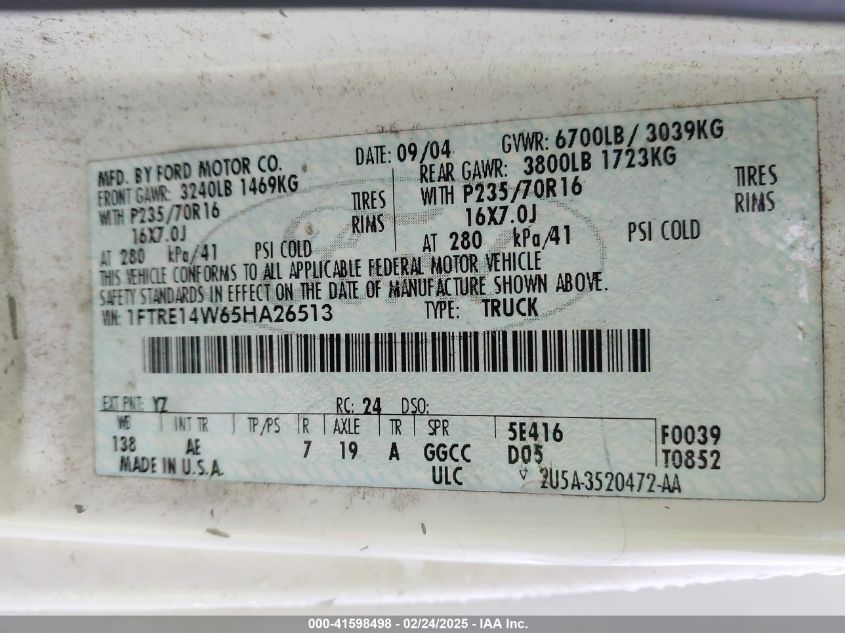 MFD. BY FORD MOTOR CO. DATE: 09/04 GVWR: 6700LB/ 3039KG
FRONT GAWR: 3240LB 1469KG REAR GAWR: 3800LB 1723KG
WITH P235/70R16 TIRES WITH P235/70R16 TIRES
16X7.0J RIMS 16X7.0J RIMS
AT 280 kPa/41 PSI COLD AT 280 kPa/41 PSI COLD
THIS VEHICLE CONFORMS TO ALL APPLICABLE FEDERAL MOTOR VEHICLE
SAFETY STANDARDS IN EFFECT ON THE DATE OF MANUFACTURE SHOWN ABOVE.
VIN: 1FTRE14W65HA26513 TYPE: TRUCK
EXT PNT: YZ RC: 24 DSO:
WB INT TR TP/PS R AXLE TR SPR 5E416 F0039
138 AE 7 19 A GGCC D05 T0852
MADE IN U.S.A. ULC 2U5A-3520472-AA
000-41598498 - 02/24/2025 - IAA Inc.